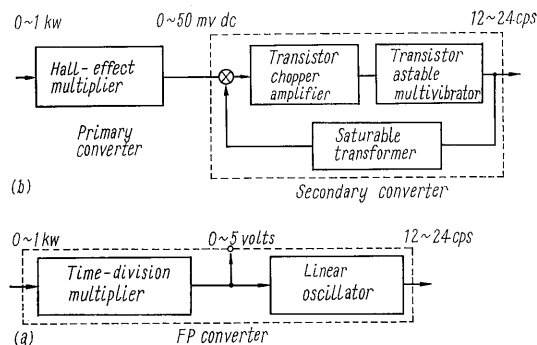 0~1 kw
0~50 mv dc
12~24 cps
Hall-effect
multiplier
Transistor
chopper
amplifier
Transistor
astable
multivibrator
Primary
converter
Saturable
transformer
(b)
Secondary converter
0~1 kw
0~5 volts
12~24 cps
Time-division
multiplier
Linear
oscillator
(a)
FP converter